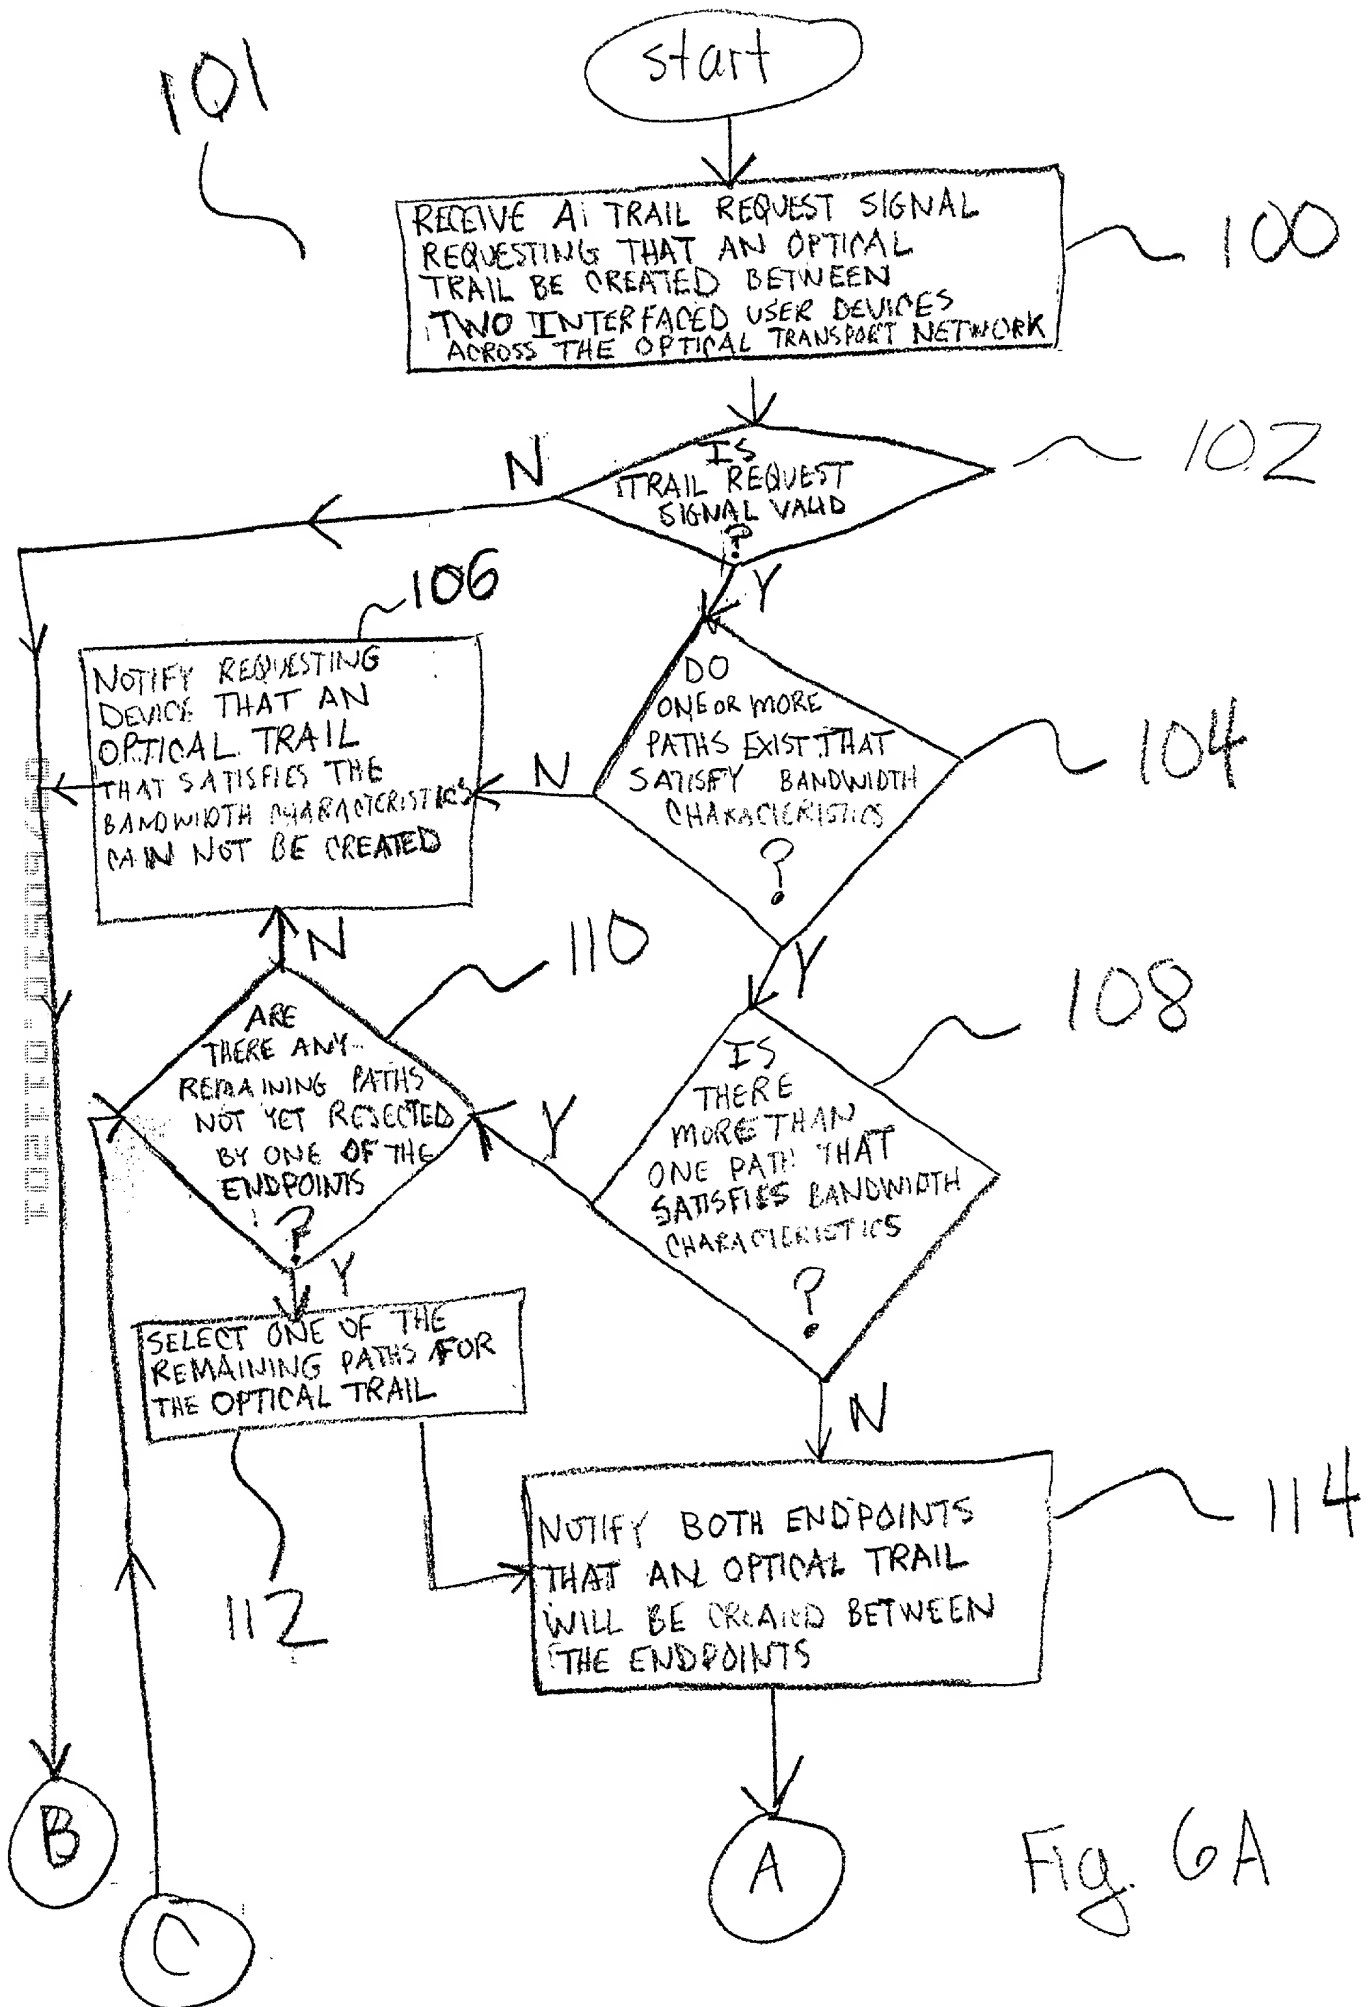 start
101
RECEIVE A TRAIL REQUEST SIGNAL
REQUESTING THAT AN OPTICAL
TRAIL BE CREATED BETWEEN
TWO INTERFACED USER DEVICES
ACROSS THE OPTICAL TRANSPORT NETWORK
100
IS
TRAIL REQUEST
SIGNAL VALID
?
102
N
Y
106
NOTIFY REQUESTING
DEVICE THAT AN
OPTICAL TRAIL
THAT SATISFIES THE
BANDWIDTH CHARACTERISTICS
CAN NOT BE CREATED
DO
ONE OR MORE
PATHS EXIST THAT
SATISFY BANDWIDTH
CHARACTERISTICS
?
104
N
Y
N
110
ARE
THERE ANY
REMAINING PATHS
NOT YET REJECTED
BY ONE OF THE
ENDPOINTS
?
Y
IS
THERE
MORE THAN
ONE PATH THAT
SATISFIES BANDWIDTH
CHARACTERISTICS
?
108
Y
N
SELECT ONE OF THE
REMAINING PATHS FOR
THE OPTICAL TRAIL
112
NOTIFY BOTH ENDPOINTS
THAT AN OPTICAL TRAIL
WILL BE CREATED BETWEEN
THE ENDPOINTS
114
B
C
A
Fig. 6A